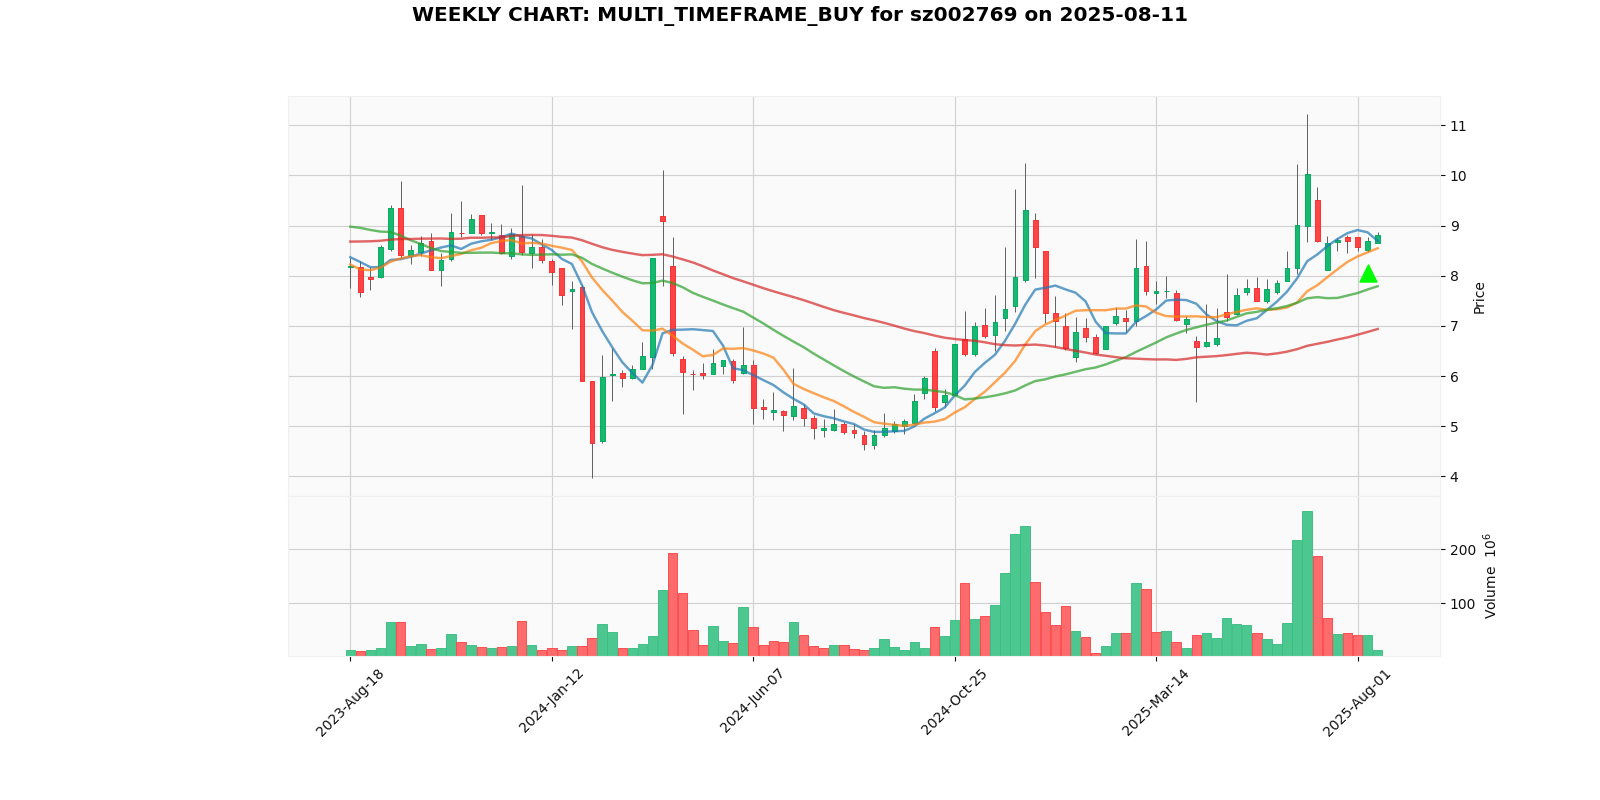 WEEKLY CHART: MULTI_TIMEFRAME_BUY for sz002769 on 2025-08-11
11
10
9
8
7
6
5
4
Price
200
100
Volume 10⁶
2023-Aug-18
2024-Jan-12
2024-Jun-07
2024-Oct-25
2025-Mar-14
2025-Aug-01